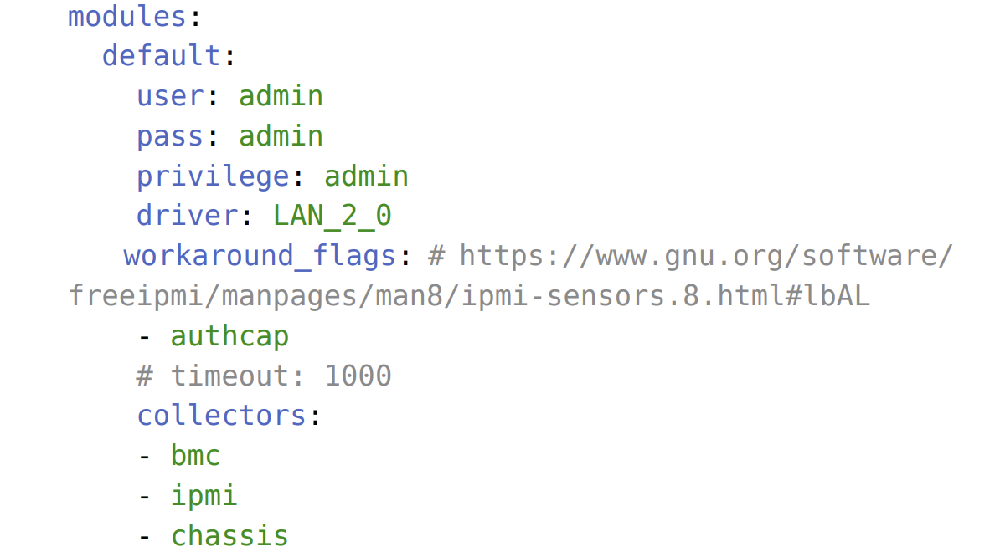 modules:
  default:
    user: admin
    pass: admin
    privilege: admin
    driver: LAN_2_0
    workaround_flags: # https://www.gnu.org/software/
freeipmi/manpages/man8/ipmi-sensors.8.html#lbAL
    - authcap
    # timeout: 1000
    collectors:
    - bmc
    - ipmi
    - chassis